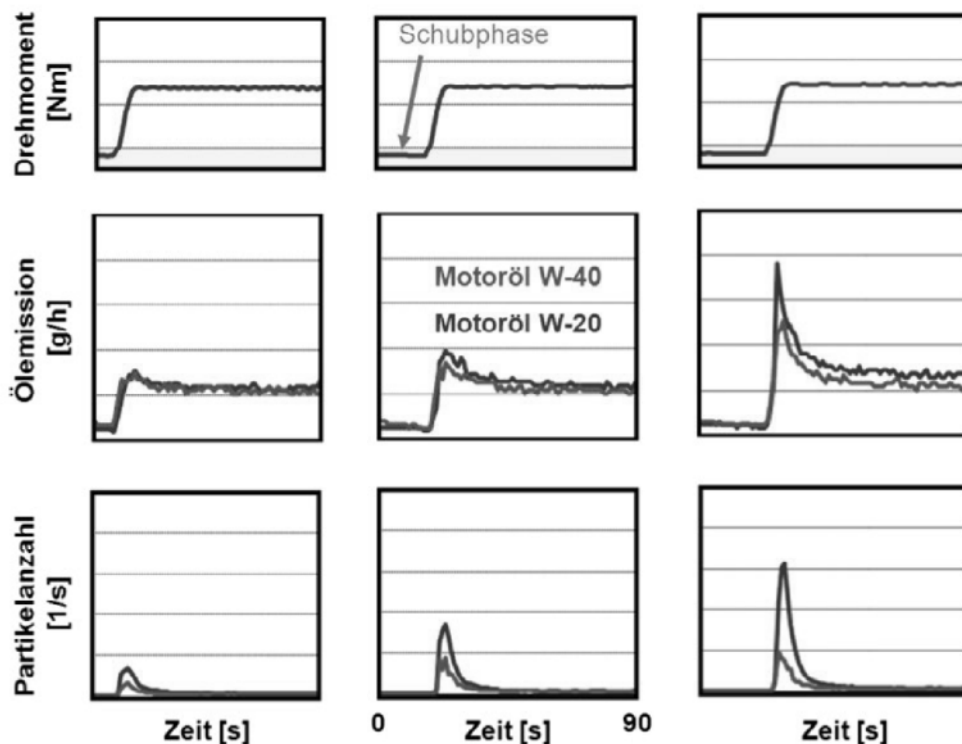 Drehmoment
[Nm]
Schubphase
Ölemission
[g/h]
Motoröl W-40
Motoröl W-20
Partikelanzahl
[1/s]
Zeit [s]
0
Zeit [s]
90
Zeit [s]